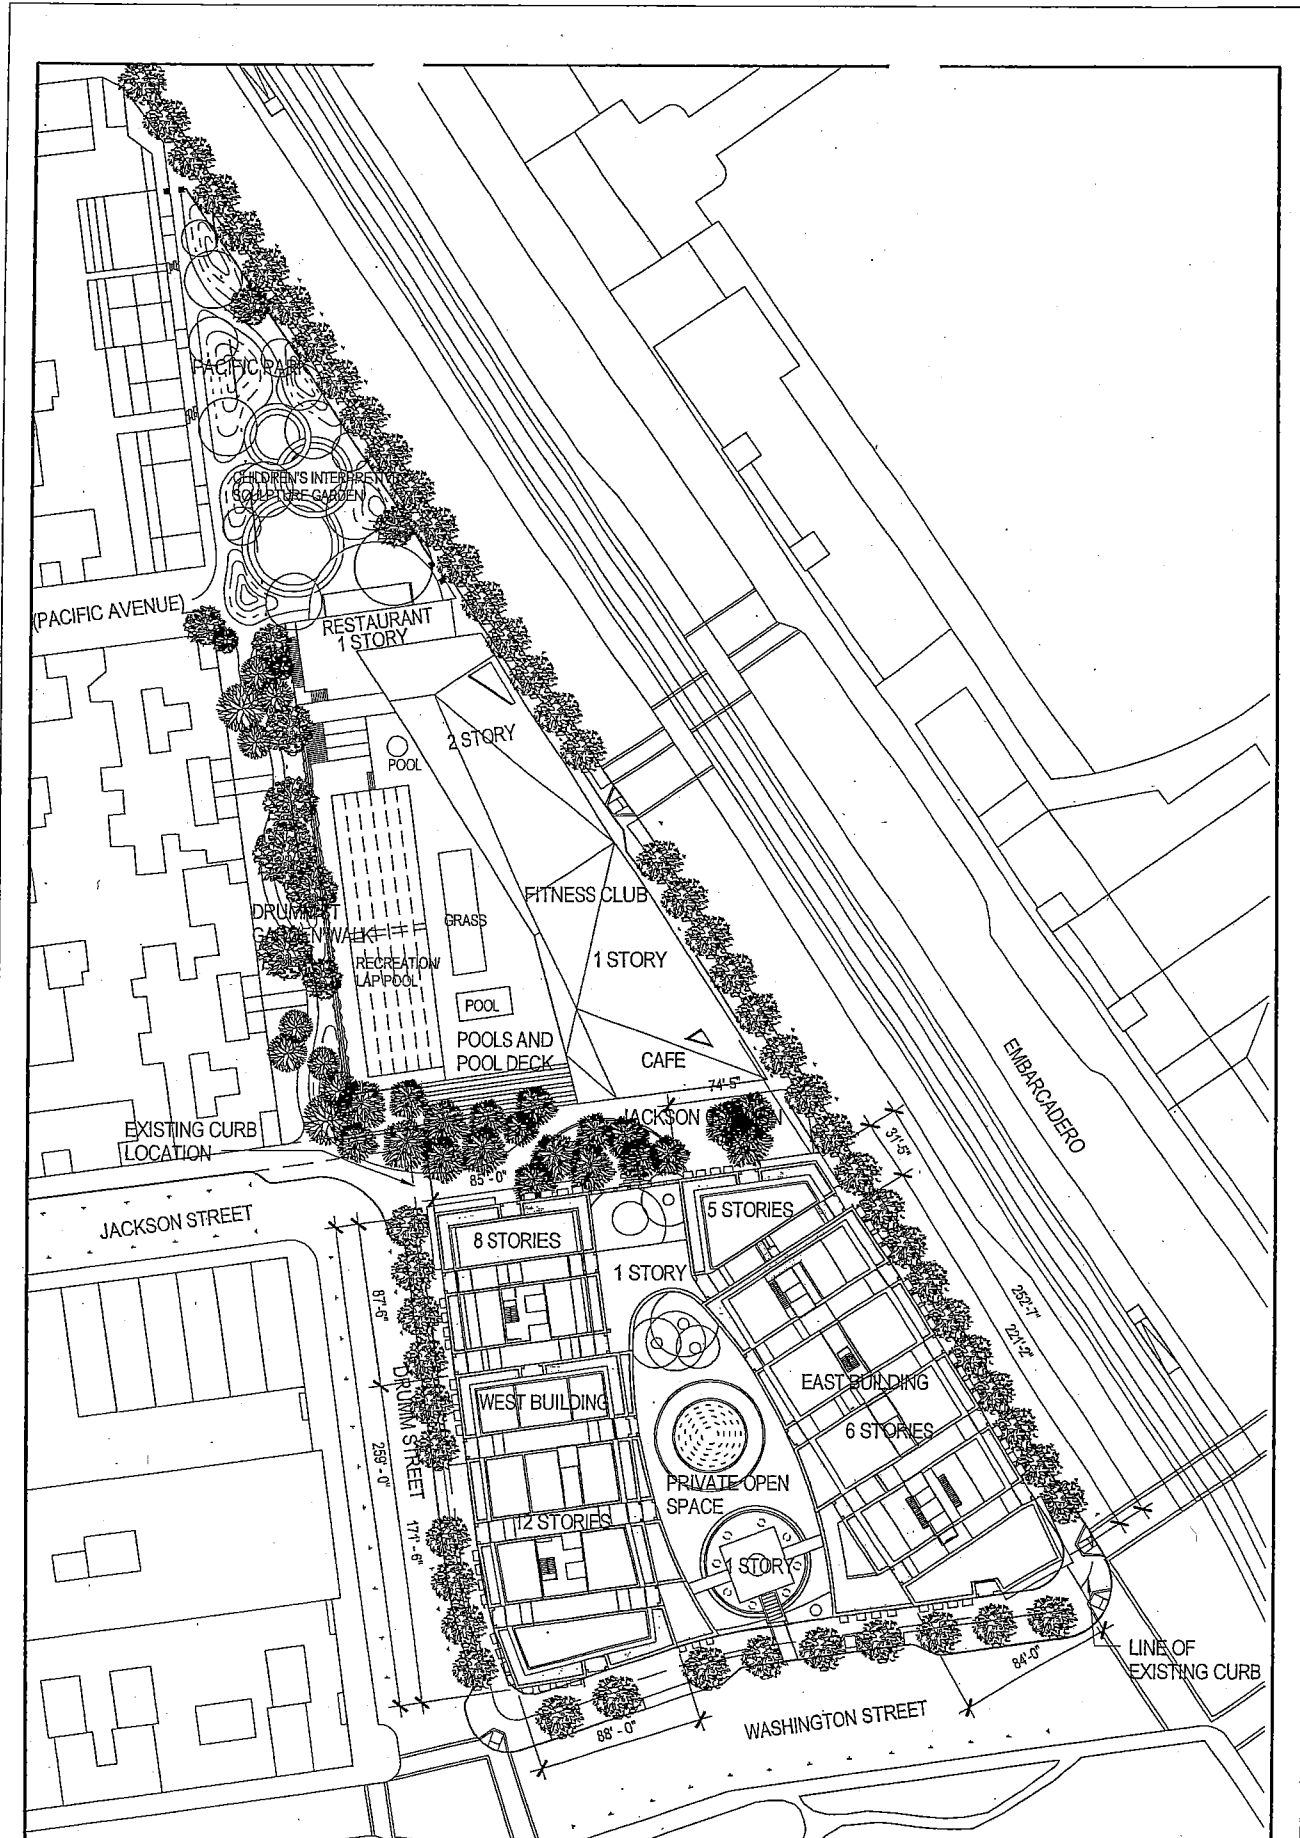 PACIFIC PARK
CHILDREN'S INTERPRETIVE
SCULPTURE GARDEN
(PACIFIC AVENUE)
RESTAURANT
1 STORY
2 STORY
POOL
FITNESS CLUB
GRASS
DRUMM ST
GARDEN WALK
RECREATION/
LAP POOL
1 STORY
POOL
POOLS AND
POOL DECK
CAFE
EMBARCADERO
74'-5"
JACKSON
31'-5"
EXISTING CURB
LOCATION
85'-0"
JACKSON STREET
8 STORIES
5 STORIES
1 STORY
87'-6"
252'-7"
221'-2"
DRUMM STREET
WEST BUILDING
EAST BUILDING
6 STORIES
259'-0"
PRIVATE OPEN
SPACE
171'-6"
12 STORIES
1 STORY
LINE OF
EXISTING CURB
84'-0"
88'-0"
WASHINGTON STREET